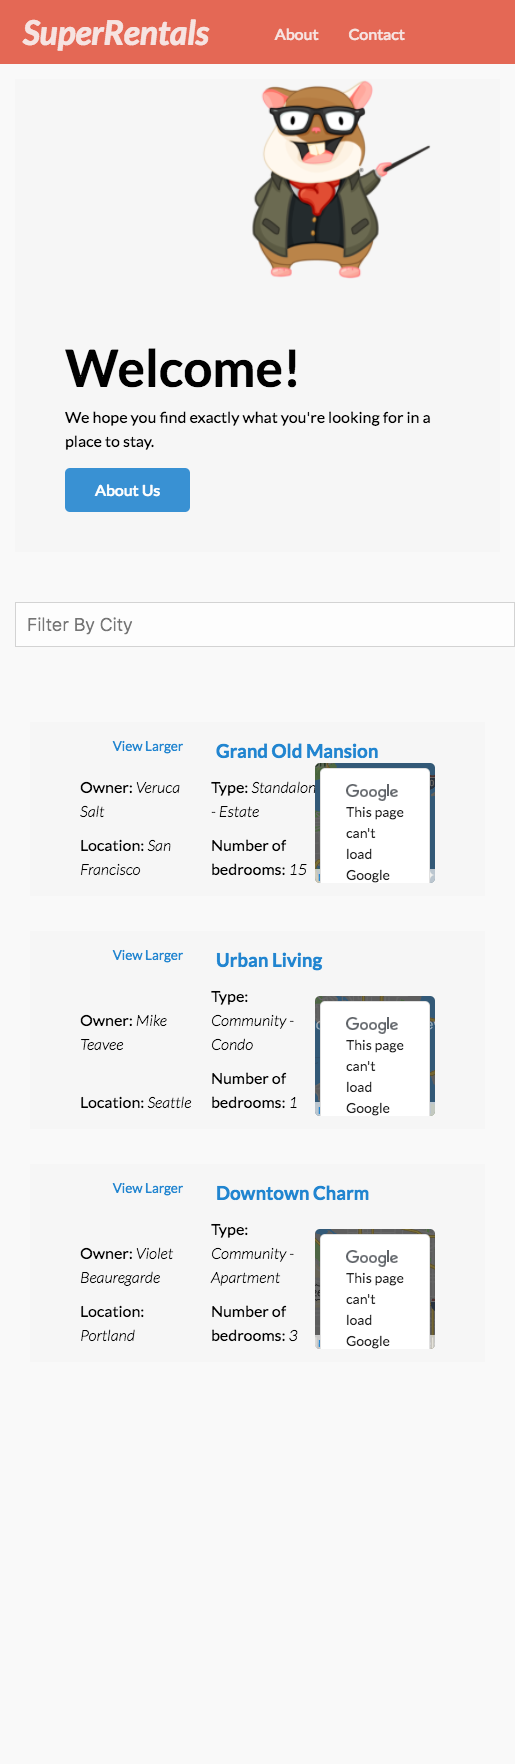 SuperRentals
About
Contact
Welcome!
We hope you find exactly what you're looking for in a
place to stay.
About Us
Filter By City
View Larger
Grand Old Mansion
Owner: Veruca
Salt
Type: Standalon
- Estate
Location: San
Francisco
Number of
bedrooms: 15
Google
This page
can't
load
Google
View Larger
Urban Living
Owner: Mike
Teavee
Type:
Community -
Condo
Location: Seattle
Number of
bedrooms: 1
Google
This page
can't
load
Google
View Larger
Downtown Charm
Owner: Violet
Beauregarde
Type:
Community -
Apartment
Location:
Portland
Number of
bedrooms: 3
Google
This page
can't
load
Google